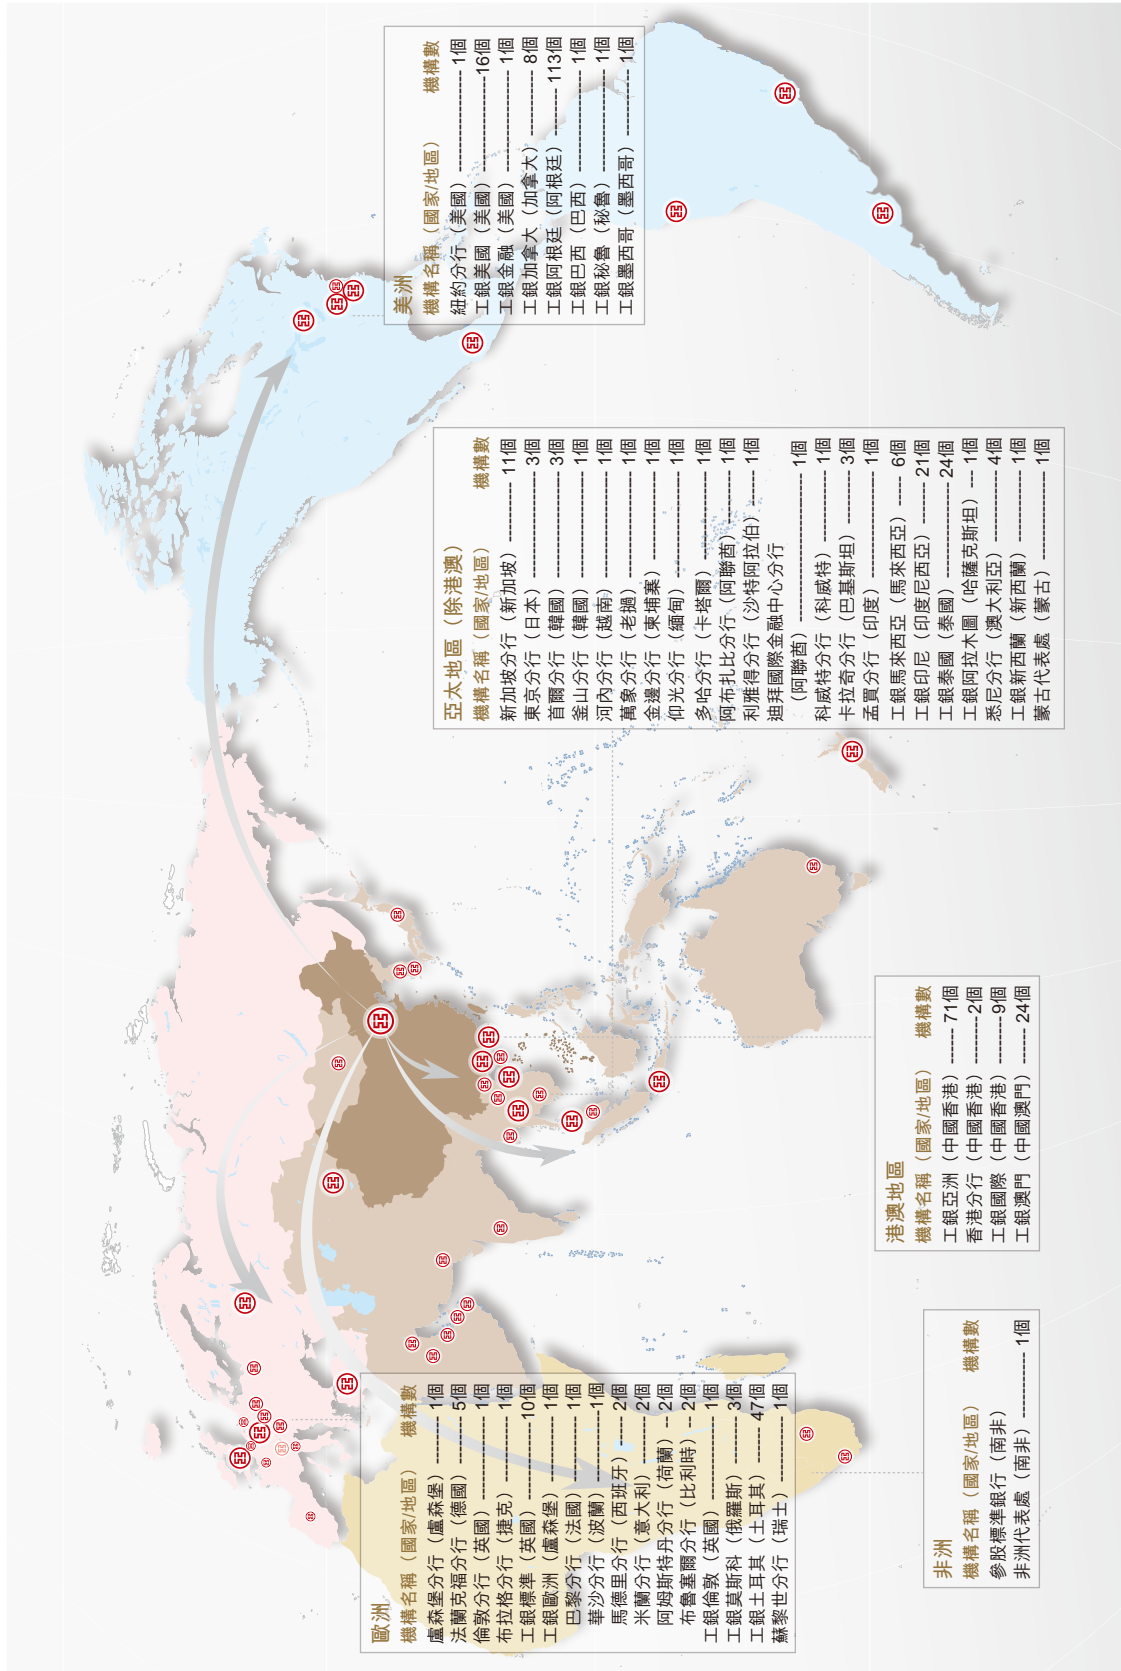 美洲
機構名稱（國家/地區） 機構數
紐約分行（美國）---------------- 1個
工銀美國（美國）---------------- 16個
工銀金融（美國）---------------- 1個
工銀加拿大（加拿大）---------- 8個
工銀阿根廷（阿根廷）------- 113個
工銀巴西（巴西）---------------- 1個
工銀秘魯（秘魯）---------------- 1個
工銀墨西哥（墨西哥）---------- 1個
亞太地區（除港澳）
機構名稱（國家/地區） 機構數
新加坡分行（新加坡）---------- 11個
東京分行（日本）---------------- 3個
首爾分行（韓國）---------------- 3個
釜山分行（韓國）---------------- 1個
河內分行（越南）---------------- 1個
萬象分行（老撾）---------------- 1個
金邊分行（柬埔寨）------------- 1個
仰光分行（緬甸）---------------- 1個
多哈分行（卡塔爾）------------- 1個
阿布扎比分行（阿聯酋）------- 1個
利雅得分行（沙特阿拉伯）---- 1個
迪拜國際金融中心分行
（阿聯酋）------------------------- 1個
科威特分行（科威特）---------- 1個
卡拉奇分行（巴基斯坦）------- 3個
孟買分行（印度）---------------- 1個
工銀馬來西亞（馬來西亞）---- 6個
工銀印尼（印度尼西亞）------- 21個
工銀泰國（泰國）---------------- 24個
工銀阿拉木圖（哈薩克斯坦）--- 1個
悉尼分行（澳大利亞）---------- 4個
工銀新西蘭（新西蘭）---------- 1個
蒙古代表處（蒙古）------------- 1個
港澳地區
機構名稱（國家/地區） 機構數
工銀亞洲（中國香港）------- 71個
香港分行（中國香港）---------2個
工銀國際（中國香港）---------9個
工銀澳門（中國澳門）------- 24個
歐洲
機構名稱（國家/地區） 機構數
盧森堡分行（盧森堡）---------- 1個
法蘭克福分行（德國）---------- 5個
倫敦分行（英國）---------------- 1個
布拉格分行（捷克）------------- 1個
工銀標準（英國）---------------- 10個
工銀歐洲（盧森堡）------------- 1個
巴黎分行（法國）---------------- 1個
華沙分行（波蘭）---------------- 1個
馬德里分行（西班牙）---------- 2個
米蘭分行（意大利）------------- 2個
阿姆斯特丹分行（荷蘭）------- 2個
布魯塞爾分行（比利時）------- 2個
工銀倫敦（英國）---------------- 1個
工銀莫斯科（俄羅斯）---------- 3個
工銀土耳其（土耳其）------- 47個
蘇黎世分行（瑞士）------------- 1個
非洲
機構名稱（國家/地區） 機構數
參股標準銀行（南非）
非洲代表處（南非）------------- 1個